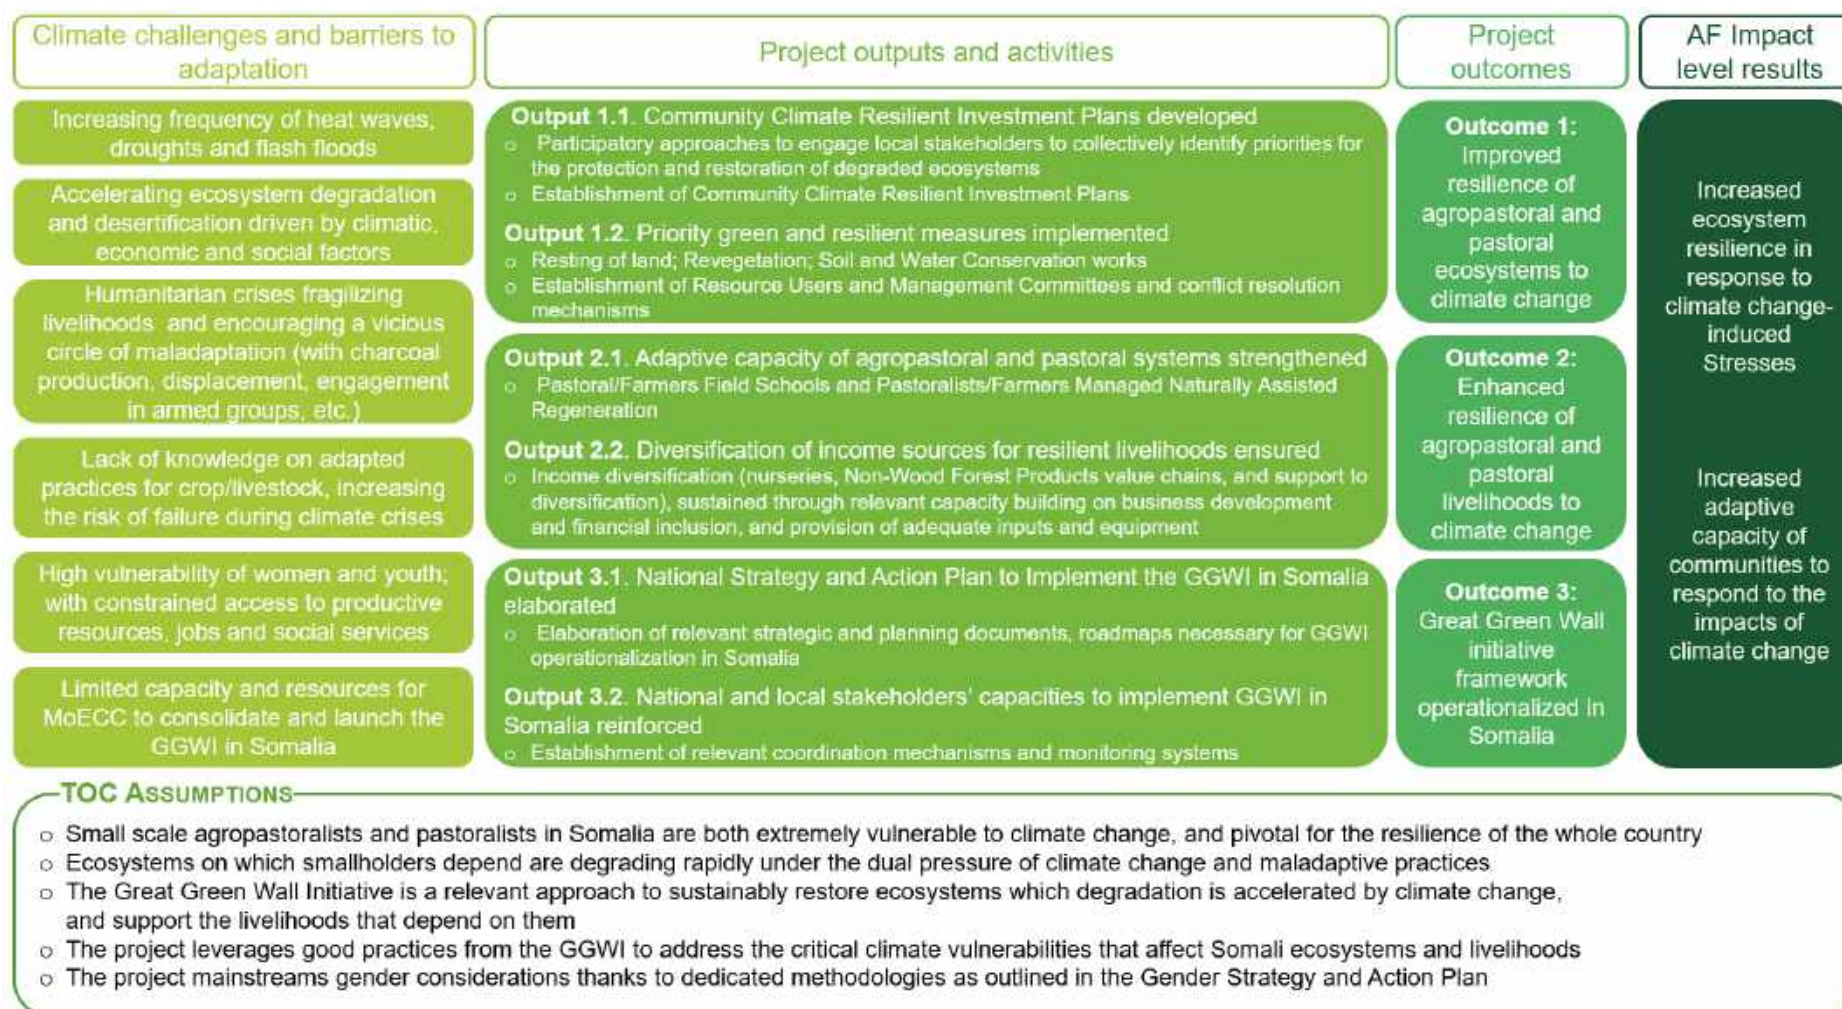 Climate challenges and barriers to
adaptation
Increasing frequency of heat waves,
droughts and flash floods
Accelerating ecosystem degradation
and desertification driven by climatic,
economic and social factors
Humanitarian crises fragilizing
livelihoods and encouraging a vicious
circle of maladaptation (with charcoal
production, displacement, engagement
in armed groups, etc.)
Lack of knowledge on adapted
practices for crop/livestock, increasing
the risk of failure during climate crises
High vulnerability of women and youth;
with constrained access to productive
resources, jobs and social services
Limited capacity and resources for
MoECC to consolidate and launch the
GGWI in Somalia
Project outputs and activities
Output 1.1. Community Climate Resilient Investment Plans developed
o Participatory approaches to engage local stakeholders to collectively identify priorities for
the protection and restoration of degraded ecosystems
o Establishment of Community Climate Resilient Investment Plans
Output 1.2. Priority green and resilient measures implemented
o Resting of land; Revegetation; Soil and Water Conservation works
o Establishment of Resource Users and Management Committees and conflict resolution
mechanisms
Output 2.1. Adaptive capacity of agropastoral and pastoral systems strengthened
o Pastoral/Farmers Field Schools and Pastoralists/Farmers Managed Naturally Assisted
Regeneration
Output 2.2. Diversification of income sources for resilient livelihoods ensured
o Income diversification (nurseries, Non-Wood Forest Products value chains, and support to
diversification), sustained through relevant capacity building on business development
and financial inclusion, and provision of adequate inputs and equipment
Output 3.1. National Strategy and Action Plan to Implement the GGWI in Somalia
elaborated
o Elaboration of relevant strategic and planning documents, roadmaps necessary for GGWI
operationalization in Somalia
Output 3.2. National and local stakeholders' capacities to implement GGWI in
Somalia reinforced
o Establishment of relevant coordination mechanisms and monitoring systems
Project
outcomes
Outcome 1:
Improved
resilience of
agropastoral and
pastoral
ecosystems to
climate change
Outcome 2:
Enhanced
resilience of
agropastoral and
pastoral
livelihoods to
climate change
Outcome 3:
Great Green Wall
initiative
framework
operationalized in
Somalia
AF Impact
level results
Increased
ecosystem
resilience in
response to
climate change-
induced
Stresses
Increased
adaptive
capacity of
communities to
respond to the
impacts of
climate change
TOC ASSUMPTIONS
o Small scale agropastoralists and pastoralists in Somalia are both extremely vulnerable to climate change, and pivotal for the resilience of the whole country
o Ecosystems on which smallholders depend are degrading rapidly under the dual pressure of climate change and maladaptive practices
o The Great Green Wall Initiative is a relevant approach to sustainably restore ecosystems which degradation is accelerated by climate change,
and support the livelihoods that depend on them
o The project leverages good practices from the GGWI to address the critical climate vulnerabilities that affect Somali ecosystems and livelihoods
o The project mainstreams gender considerations thanks to dedicated methodologies as outlined in the Gender Strategy and Action Plan